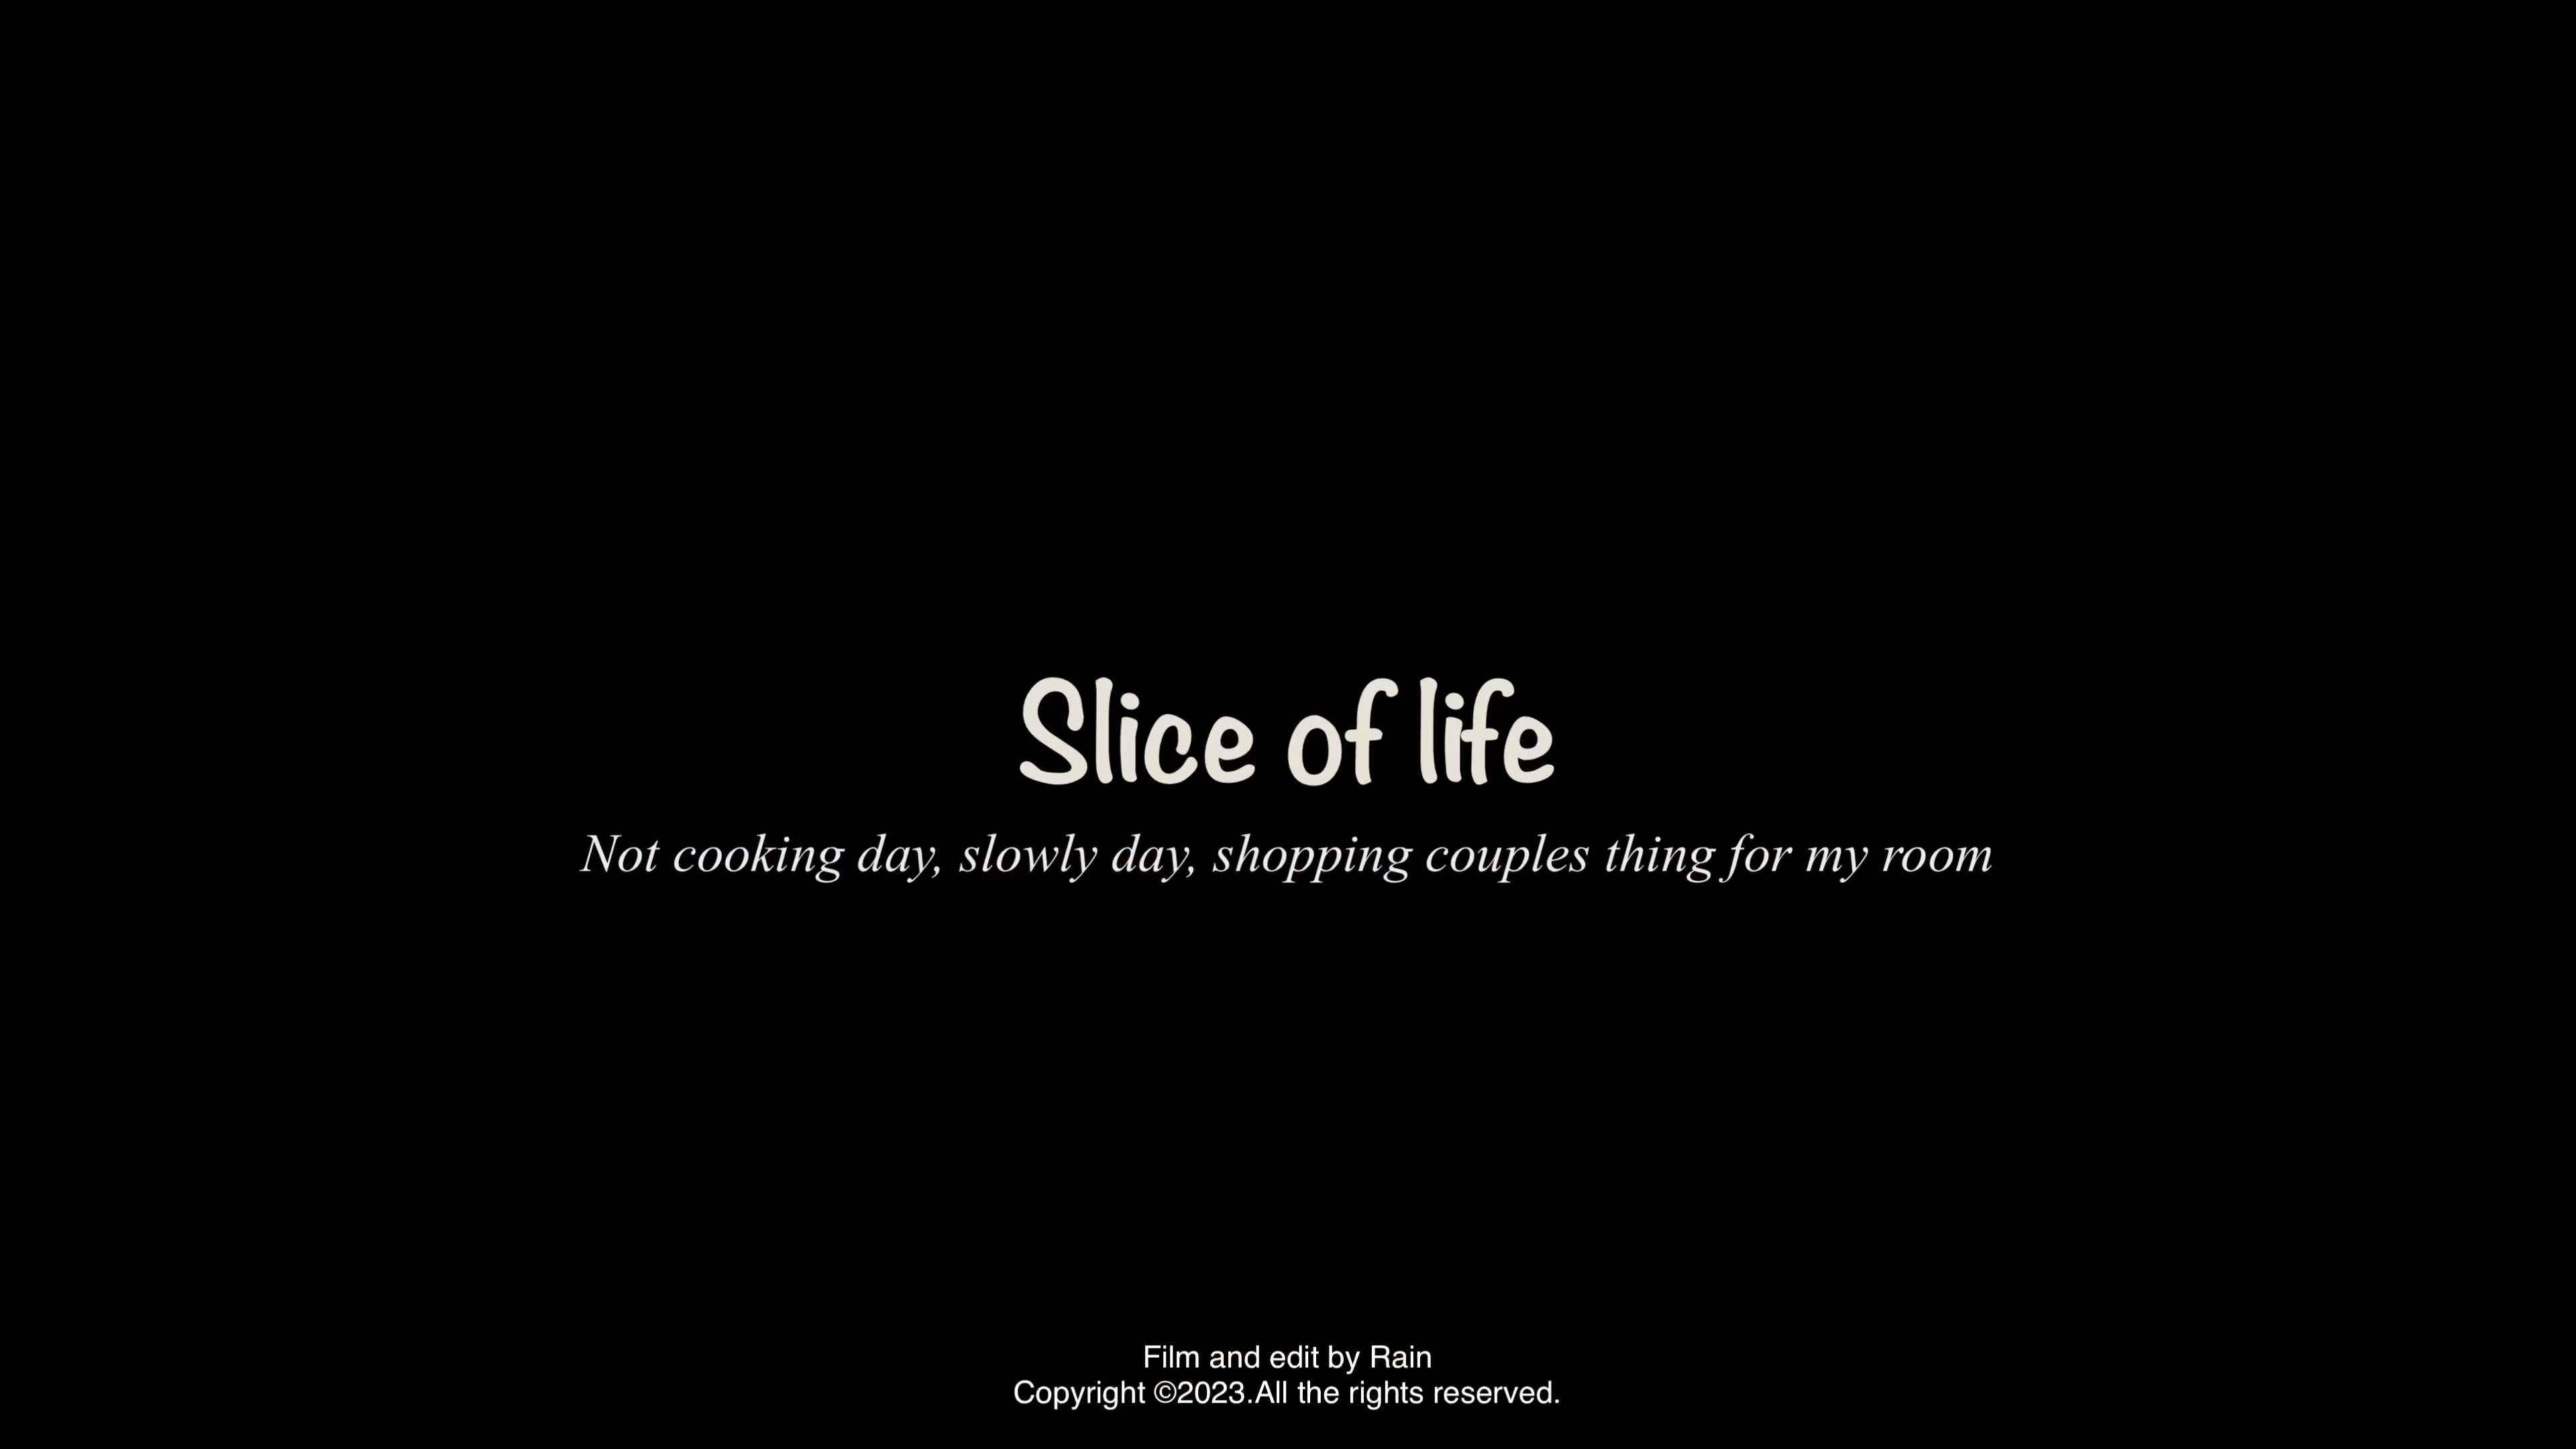 Slice of life
Not cooking day, slowly day, shopping couples thing for my room
Film and edit by Rain
Copyright ©2023.All the rights reserved.